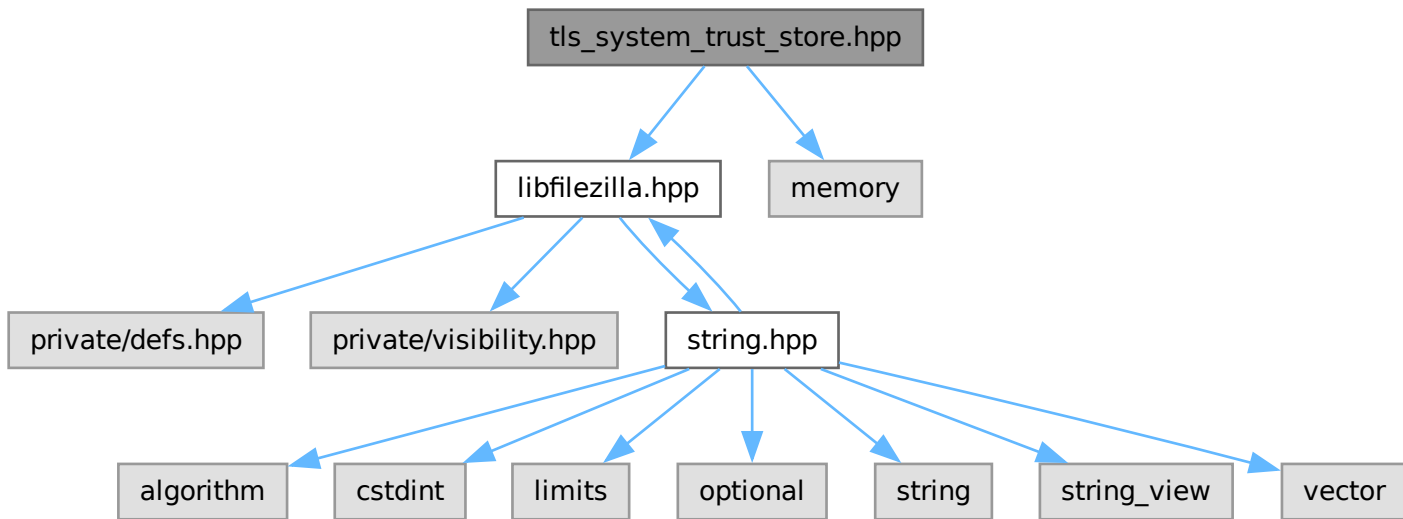 tls_system_trust_store.hpp
libfilezilla.hpp
memory
private/defs.hpp
private/visibility.hpp
string.hpp
algorithm
cstdint
limits
optional
string
string_view
vector